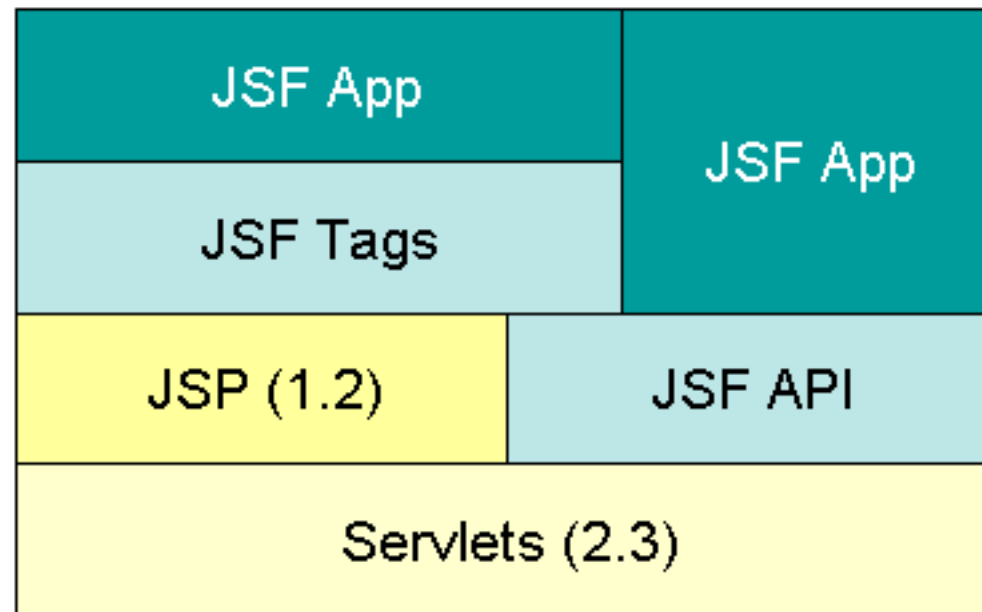 JSF App
JSF App
JSF Tags
JSP (1.2)
JSF API
Servlets (2.3)